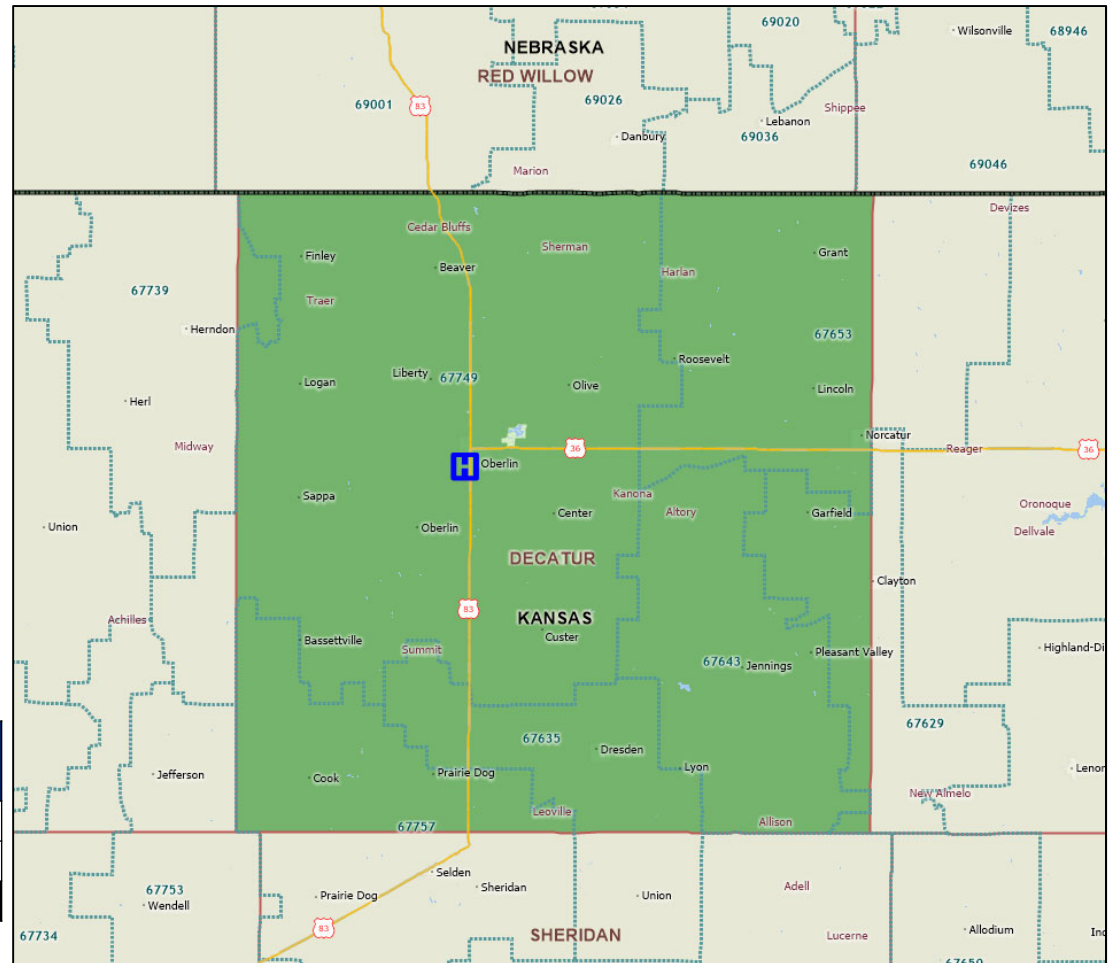 69020
Wilsonville
68946
NEBRASKA
RED WILLOW
69001
83
69026
Shippee
Lebanon
Danbury
69036
69046
Marion
Devizes
Cedar Bluffs
Sherman
Finley
Grant
Beaver
Harlan
67739
Traer
Herndon
67653
Roosevelt
Logan
Liberty
67749
Olive
Lincoln
Herl
Norcatur
Midway
36
Reager
36
H
Oberlin
Sappa
Kanona
Center
Altory
Garfield
Oronoque
Union
Oberlin
Dellvale
DECATUR
Clayton
83
Achilles
KANSAS
Bassettville
Custer
Summit
Pleasant Valley
Highland-Di
67643
Jennings
67629
67635
Dresden
Jefferson
Cook
Prairie Dog
Lyon
Lenor
New Almelo
Leoville
Allison
67757
Selden
67753
Prairie Dog
Sheridan
Union
Adell
Wendell
83
67734
SHERIDAN
Lucerne
Allodium